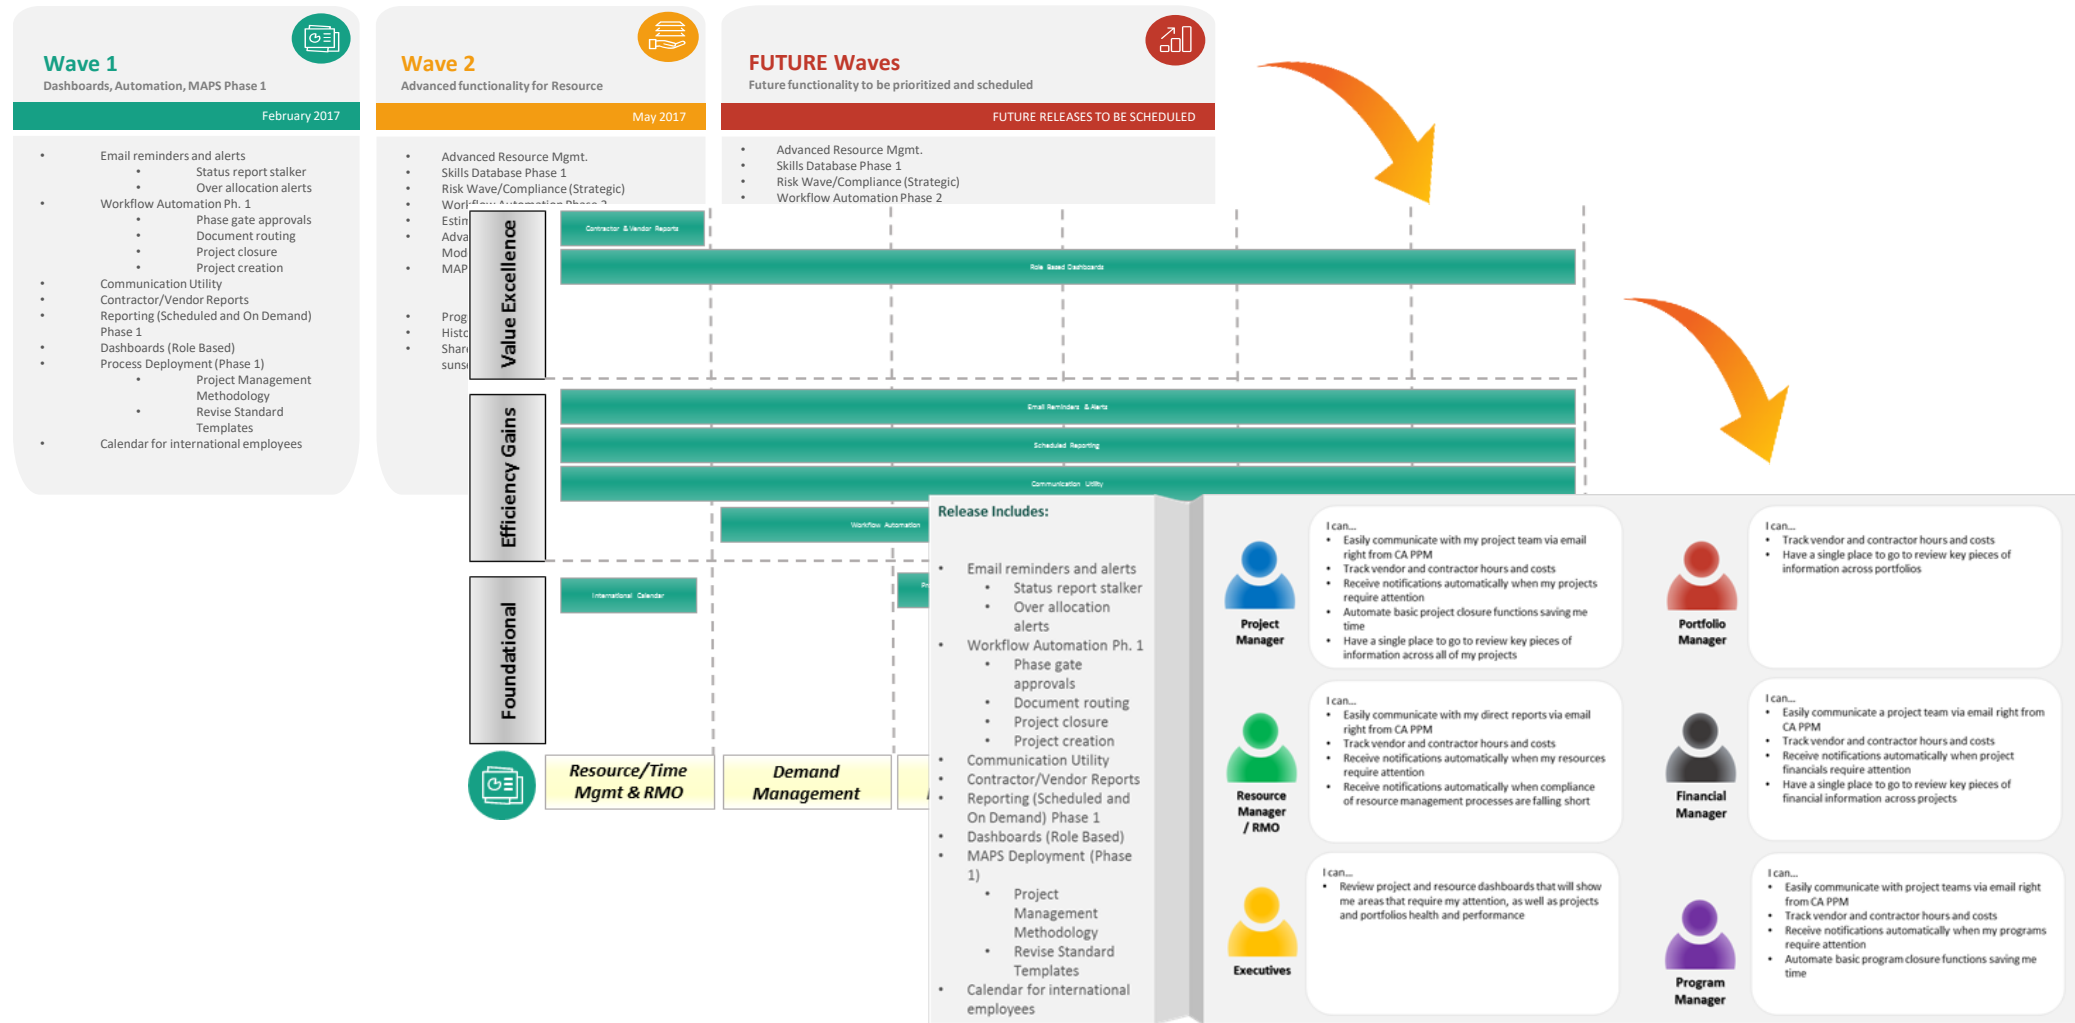 Wave 1
Dashboards, Automation, MAPS Phase 1
February 2017
• Email reminders and alerts
• Status report stalker
• Over allocation alerts
• Workflow Automation Ph. 1
• Phase gate approvals
• Document routing
• Project closure
• Project creation
• Communication Utility
• Contractor/Vendor Reports
• Reporting (Scheduled and On Demand)
Phase 1
• Dashboards (Role Based)
• Process Deployment (Phase 1)
• Project Management
Methodology
• Revise Standard
Templates
• Calendar for international employees
Wave 2
Advanced functionality for Resource
May 2017
• Advanced Resource Mgmt.
• Skills Database Phase 1
• Risk Wave/Compliance (Strategic)
FUTURE Waves
Future functionality to be prioritized and scheduled
FUTURE RELEASES TO BE SCHEDULED
• Advanced Resource Mgmt.
• Skills Database Phase 1
• Risk Wave/Compliance (Strategic)
• Workflow Automation Phase 2
Value Excellence
Contractor & Vendor Reports
Role Based Dashboards
Efficiency Gains
Email Reminders & Alerts
Scheduled Reporting
Communication Utility
Workflow Automation
Foundational
International Calendar
Resource/Time
Mgmt & RMO
Demand
Management
Release Includes:
• Email reminders and alerts
• Status report stalker
• Over allocation
alerts
• Workflow Automation Ph. 1
• Phase gate
approvals
• Document routing
• Project closure
• Project creation
• Communication Utility
• Contractor/Vendor Reports
• Reporting (Scheduled and
On Demand) Phase 1
• Dashboards (Role Based)
• MAPS Deployment (Phase
1)
• Project
Management
Methodology
• Revise Standard
Templates
• Calendar for international
employees
Project
Manager
I can...
• Easily communicate with my project team via email
right from CA PPM
• Track vendor and contractor hours and costs
• Receive notifications automatically when my projects
require attention
• Automate basic project closure functions saving me
time
• Have a single place to go to review key pieces of
information across all of my projects
Portfolio
Manager
I can...
• Track vendor and contractor hours and costs
• Have a single place to go to review key pieces of
information across portfolios
Resource
Manager
/ RMO
I can...
• Easily communicate with my direct reports via email
right from CA PPM
• Track vendor and contractor hours and costs
• Receive notifications automatically when my resources
require attention
• Receive notifications automatically when compliance
of resource management processes are falling short
Financial
Manager
I can...
• Easily communicate a project team via email right from
CA PPM
• Track vendor and contractor hours and costs
• Receive notifications automatically when project
financials require attention
• Have a single place to go to review key pieces of
financial information across projects
Executives
I can...
• Review project and resource dashboards that will show
me areas that require my attention, as well as projects
and portfolios health and performance
Program
Manager
I can...
• Easily communicate with project teams via email right
from CA PPM
• Track vendor and contractor hours and costs
• Receive notifications automatically when my programs
require attention
• Automate basic program closure functions saving me
time